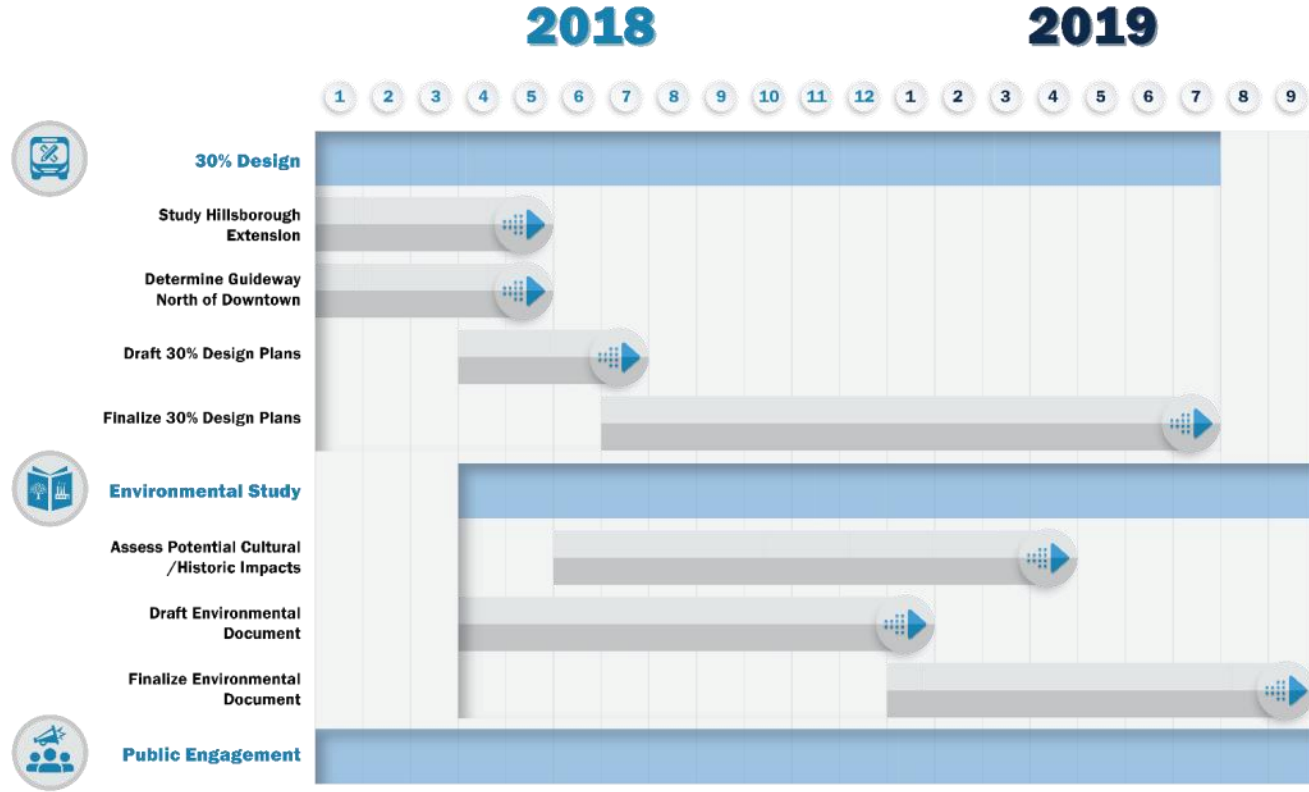 2018 2019
1 2 3 4 5 6 7 8 9 10 11 12 1 2 3 4 5 6 7 8 9
30% Design
Study Hillsborough
Extension
Determine Guideway
North of Downtown
Draft 30% Design Plans
Finalize 30% Design Plans
Environmental Study
Assess Potential Cultural
/Historic Impacts
Draft Environmental
Document
Finalize Environmental
Document
Public Engagement